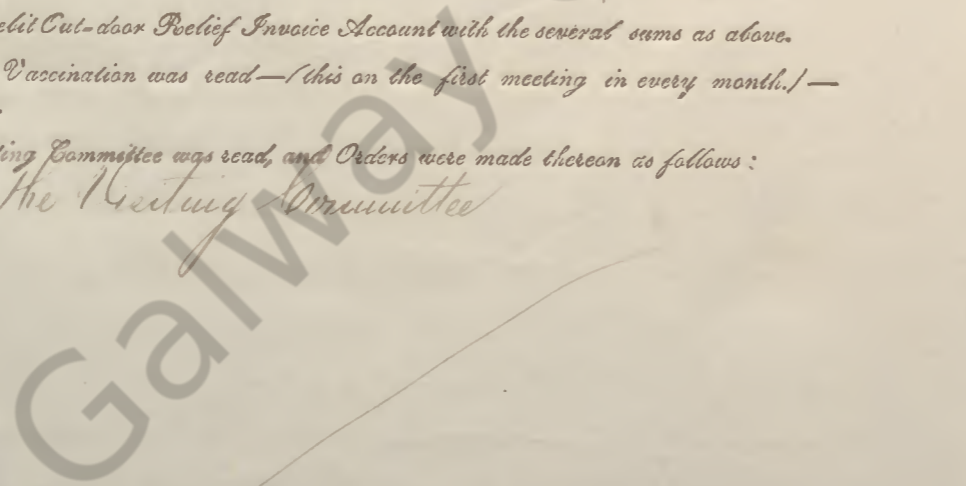 Out-door Relief Invoice Account with the several sums as above.
Vaccination was read—(this on the first meeting in every month.)—
ing Committee was read, and Orders were made thereon as follows:
the Visiting Committee
Galway